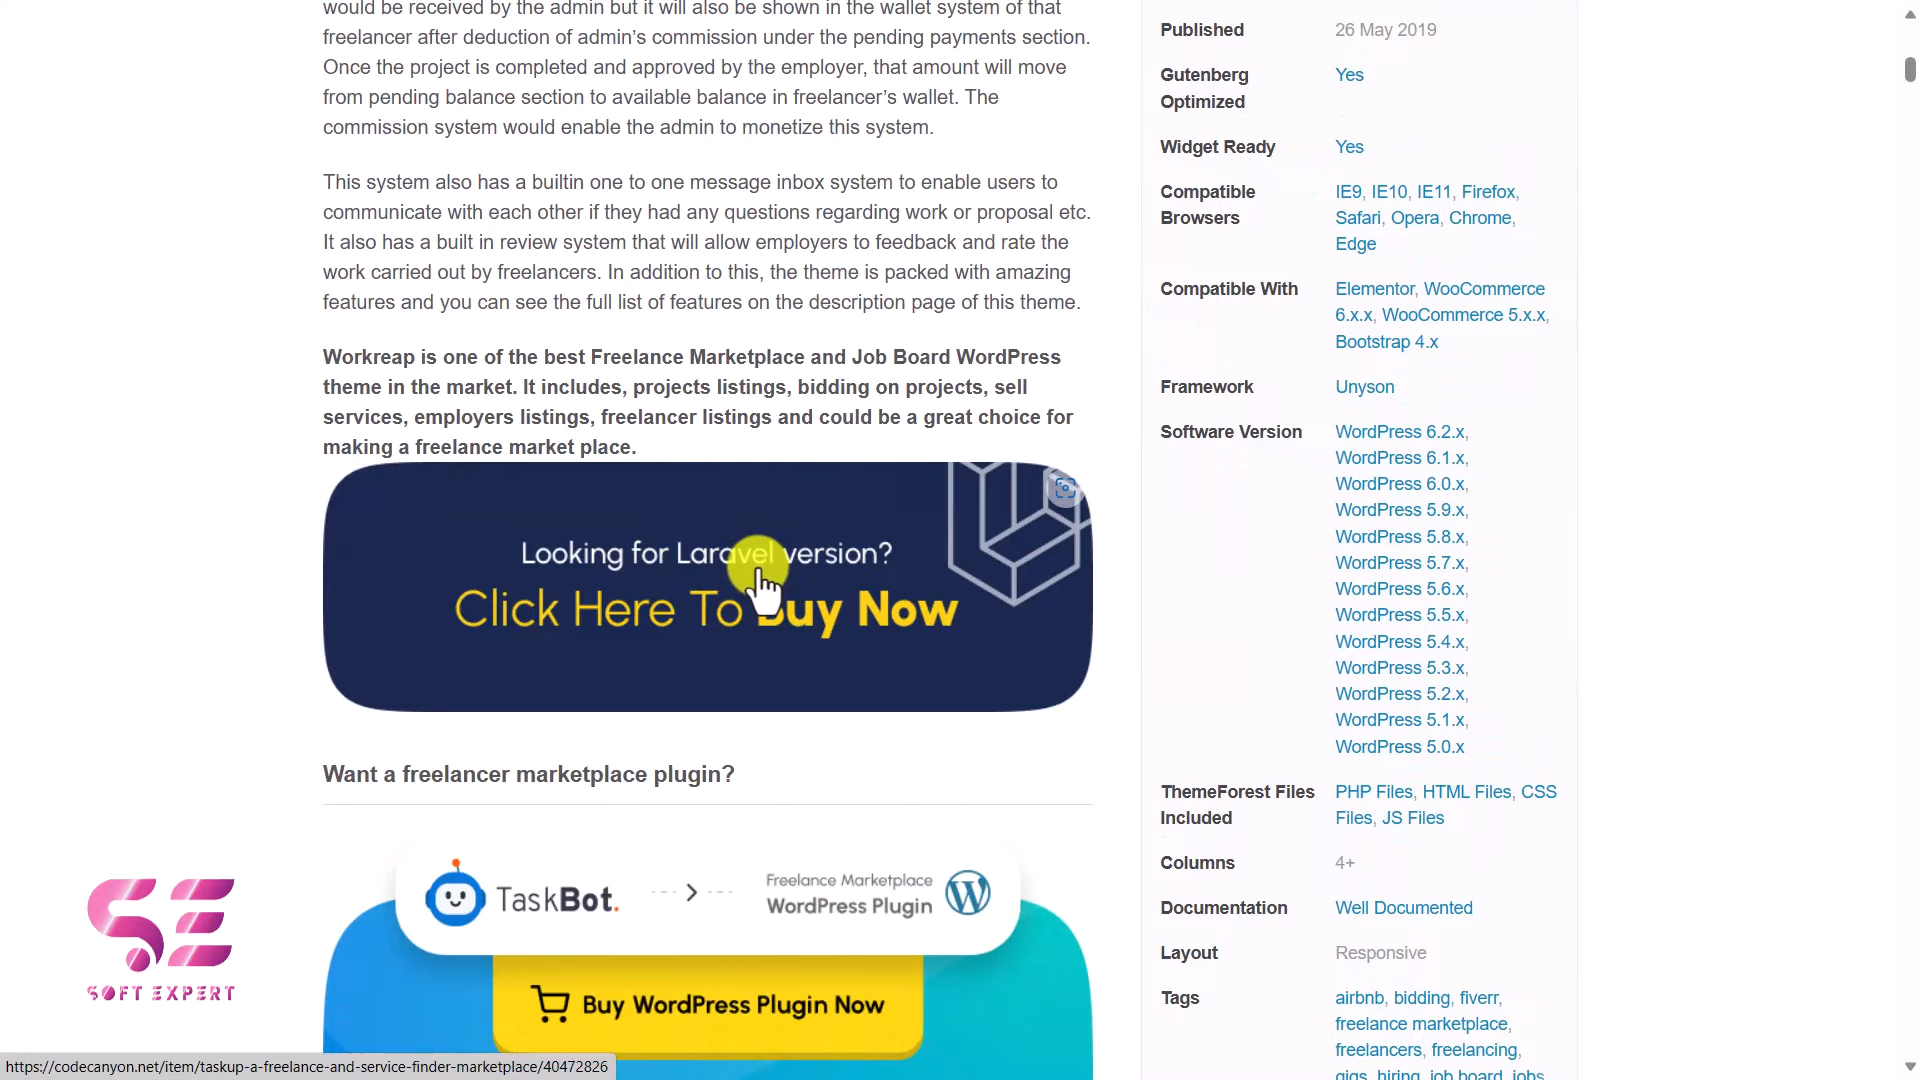 would be received by the admin but it will also be shown in the wallet system of that
freelancer after deduction of admin's commission under the pending payments section.
Once the project is completed and approved by the employer, that amount will move
from pending balance section to available balance in freelancer's wallet. The
commission system would enable the admin to monetize this system.
This system also has a builtin one to one message inbox system to enable users to
communicate with each other if they had any questions regarding work or proposal etc.
It also has a built in review system that will allow employers to feedback and rate the
work carried out by freelancers. In addition to this, the theme is packed with amazing
features and you can see the full list of features on the description page of this theme.
Workreap is one of the best Freelance Marketplace and Job Board WordPress
theme in the market. It includes, projects listings, bidding on projects, sell
services, employers listings, freelancer listings and could be a great choice for
making a freelance market place.
Looking for Laravel version?
Click Here To Buy Now
Want a freelancer marketplace plugin?
TaskBot.
Freelance Marketplace
WordPress Plugin
Buy WordPress Plugin Now
SE
SOFT EXPERT
https://codecanyon.net/item/taskup-a-freelance-and-service-finder-marketplace/40472826
Published 26 May 2019
Gutenberg Yes
Optimized
Widget Ready Yes
Compatible IE9, IE10, IE11, Firefox,
Browsers Safari, Opera, Chrome,
Edge
Compatible With Elementor, WooCommerce
6.x.x, WooCommerce 5.x.x,
Bootstrap 4.x
Framework Unyson
Software Version WordPress 6.2.x,
WordPress 6.1.x,
WordPress 6.0.x,
WordPress 5.9.x,
WordPress 5.8.x,
WordPress 5.7.x,
WordPress 5.6.x,
WordPress 5.5.x,
WordPress 5.4.x,
WordPress 5.3.x,
WordPress 5.2.x,
WordPress 5.1.x,
WordPress 5.0.x
ThemeForest Files PHP Files, HTML Files, CSS
Included Files, JS Files
Columns 4+
Documentation Well Documented
Layout Responsive
Tags airbnb, bidding, fiverr,
freelance marketplace,
freelancers, freelancing,
gigs, hiring, job board, jobs